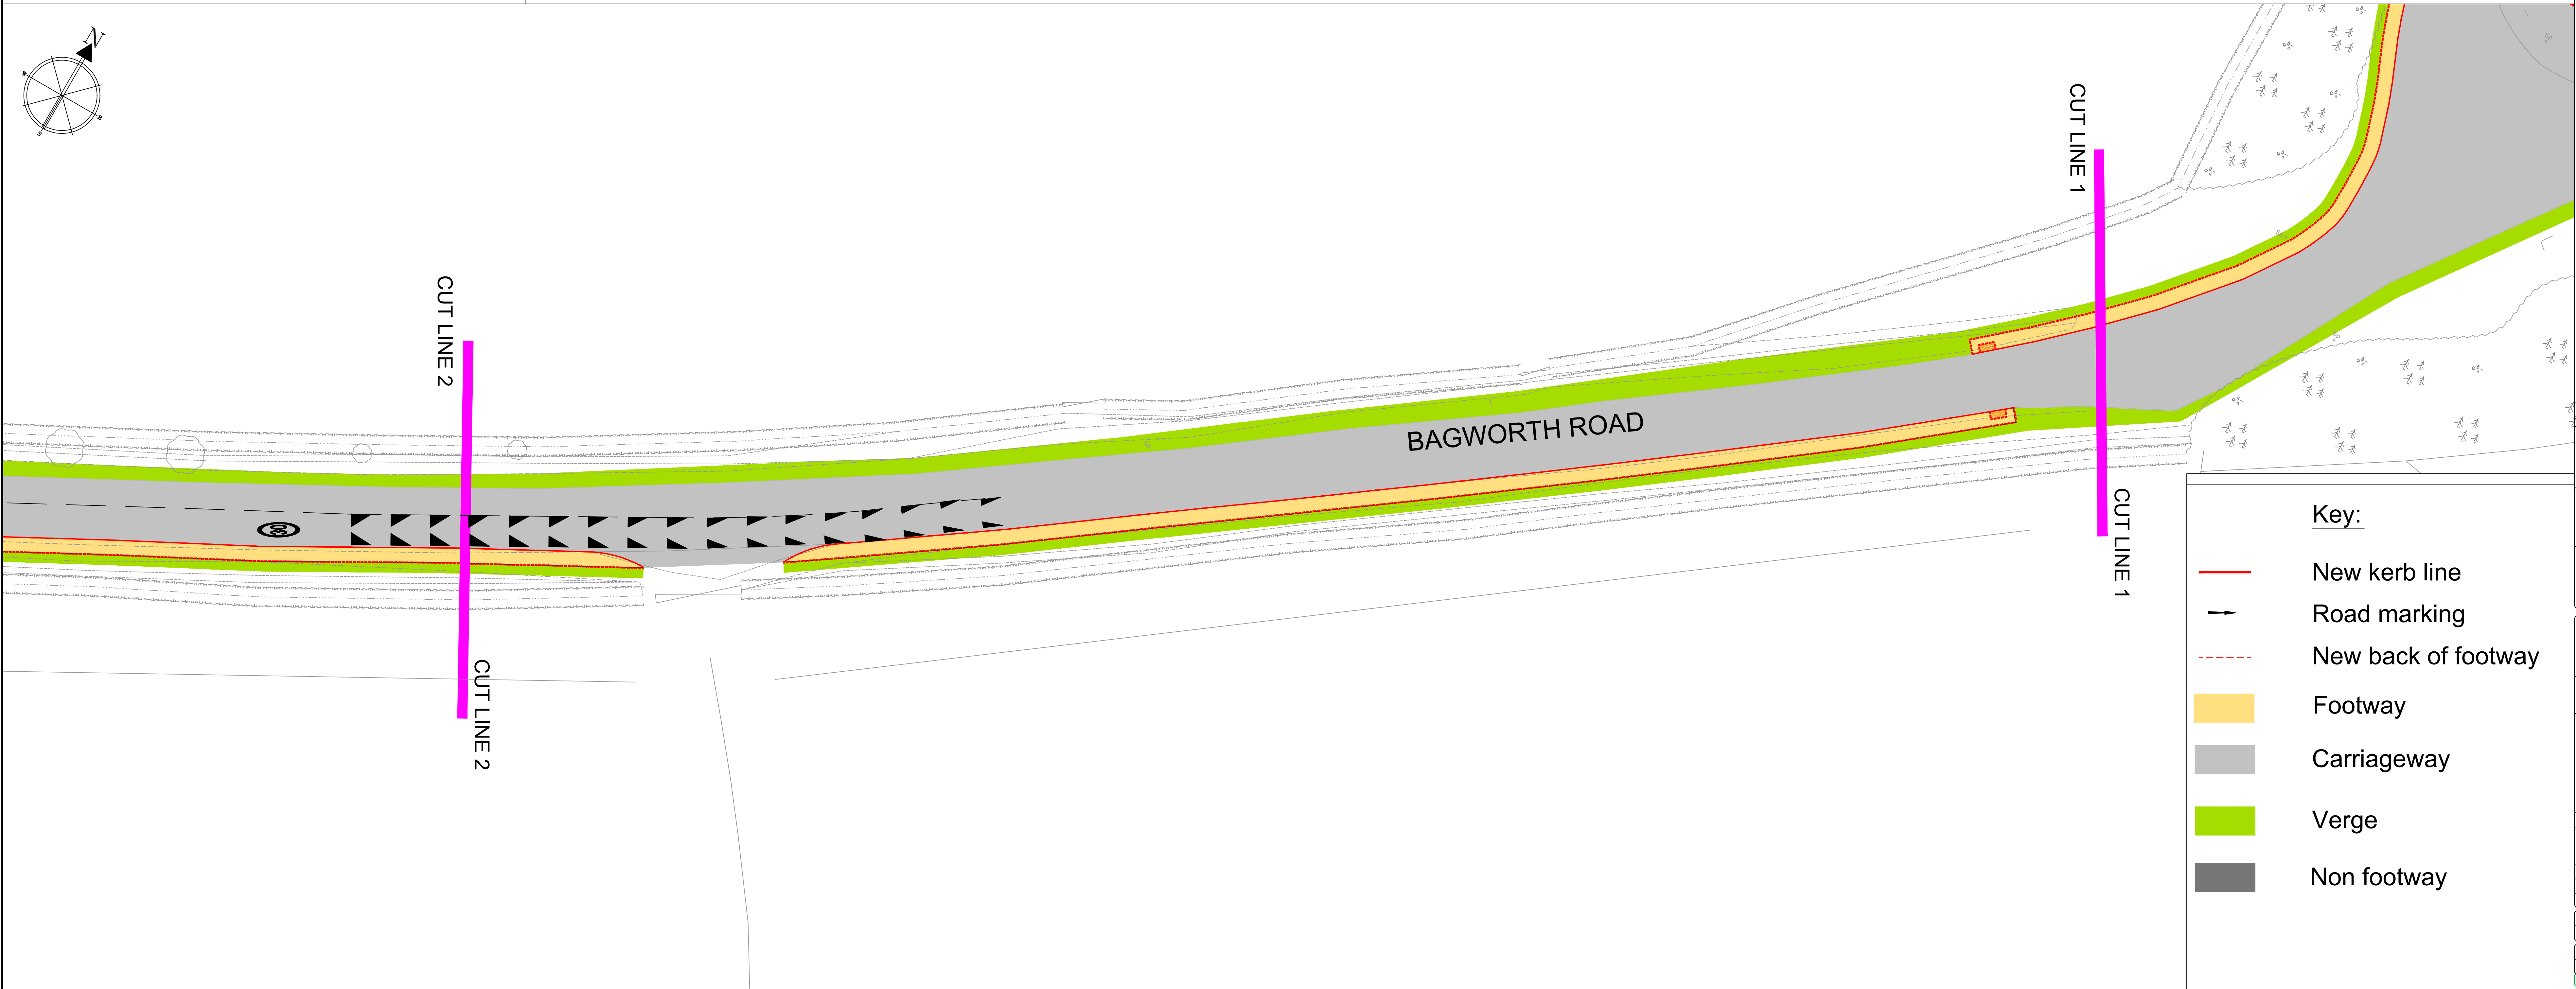 N
CUT LINE 1
CUT LINE 2
BAGWORTH ROAD
30
CUT LINE 1
CUT LINE 2
Key:
New kerb line
Road marking
New back of footway
Footway
Carriageway
Verge
Non footway